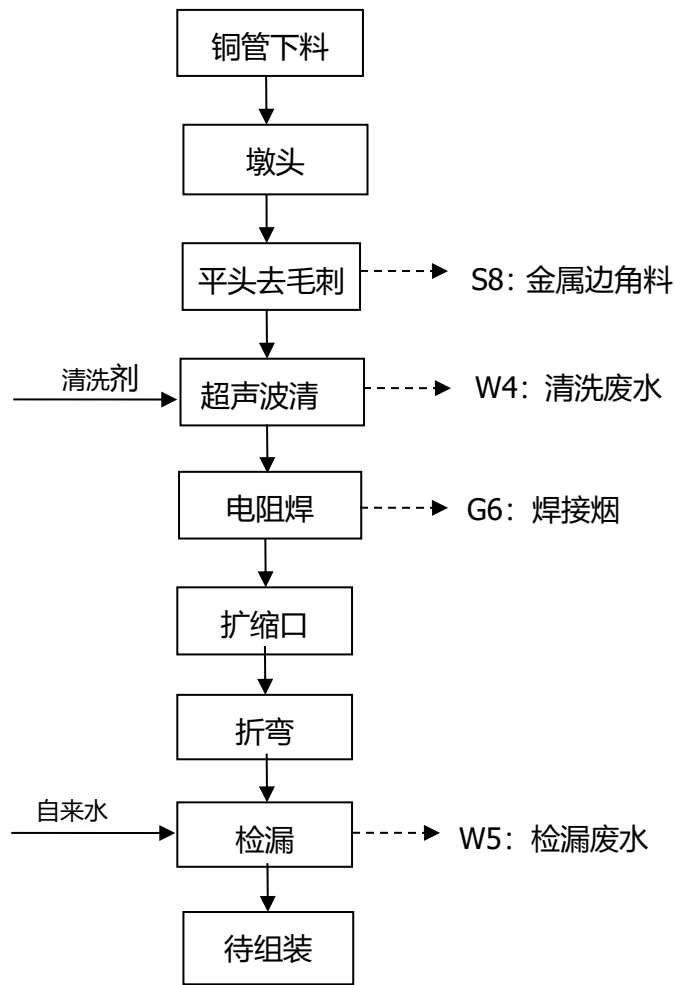 铜管下料
墩头
平头去毛刺
S8：金属边角料
清洗剂
超声波清
W4：清洗废水
电阻焊
G6：焊接烟
扩缩口
折弯
自来水
检漏
W5：检漏废水
待组装